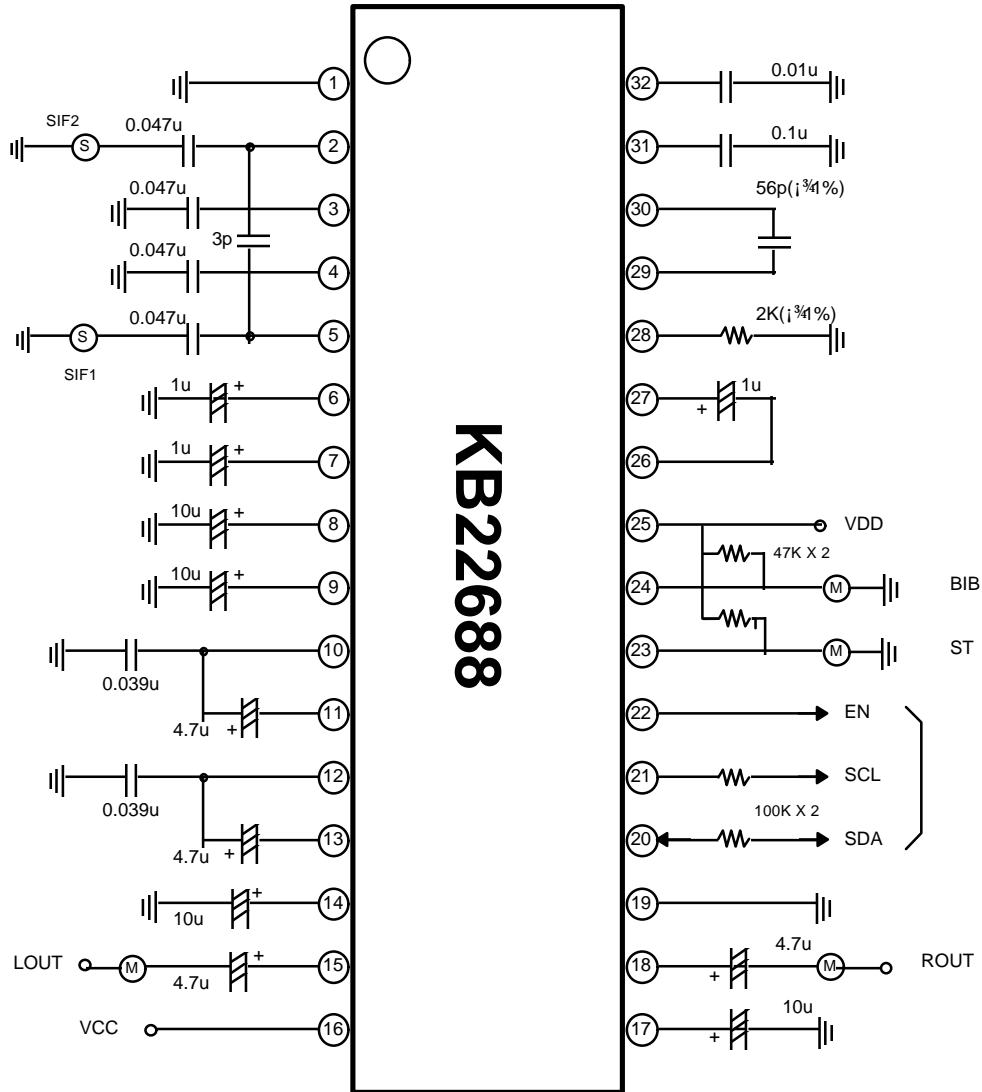 1
32
0.01u
SIF2
0.047u
S
2
31
0.1u
0.047u
3
30
56p(¡¾1%)
3p
0.047u
4
29
0.047u
S
5
28
2K(¡¾1%)
SIF1
1u
+
6
27
1u
+
1u
+
7
26
10u
+
8
25
VDD
47K X 2
10u
+
9
24
M
BIB
10
23
M
ST
0.039u
4.7u
+
11
22
EN
12
21
SCL
0.039u
100K X 2
4.7u
+
13
20
SDA
10u
+
14
19
LOUT
M
4.7u
+
15
18
+
4.7u
M
ROUT
VCC
16
17
+
10u
KB22688